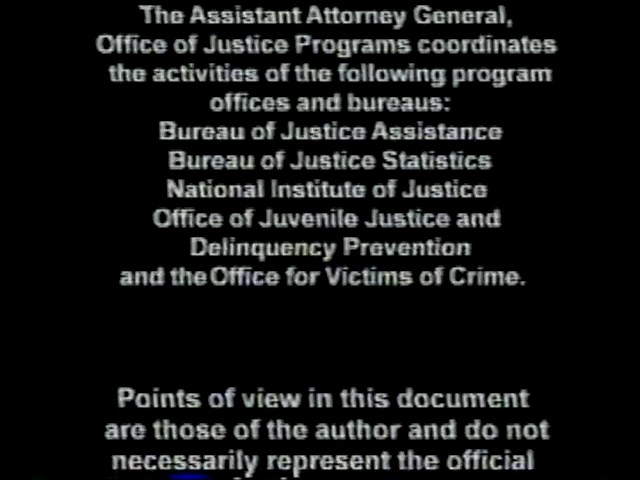 The Assistant Attorney General,
Office of Justice Programs coordinates
the activities of the following program
offices and bureaus:
Bureau of Justice Assistance
Bureau of Justice Statistics
National Institute of Justice
Office of Juvenile Justice and
Delinquency Prevention
and the Office for Victims of Crime.
Points of view in this document
are those of the author and do not
necessarily represent the official